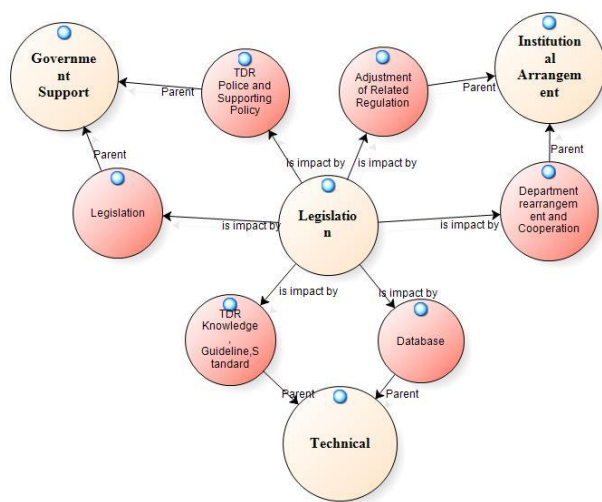 Governme
nt
Support
TDR
Police and
Supporting
Policy
Adjustment
of Related
Regulation
Institution
al
Arrangem
ent
Parent
Parent
Parent
Parent
is impact by
is impact by
Legislation
Legislatio
n
Department
rearrangem
ent and
Cooperation
is impact by
is impact by
is impact by
is impact by
TDR
Knowledge
,
Guideline,S
tandard
Database
Parent
Parent
Technical